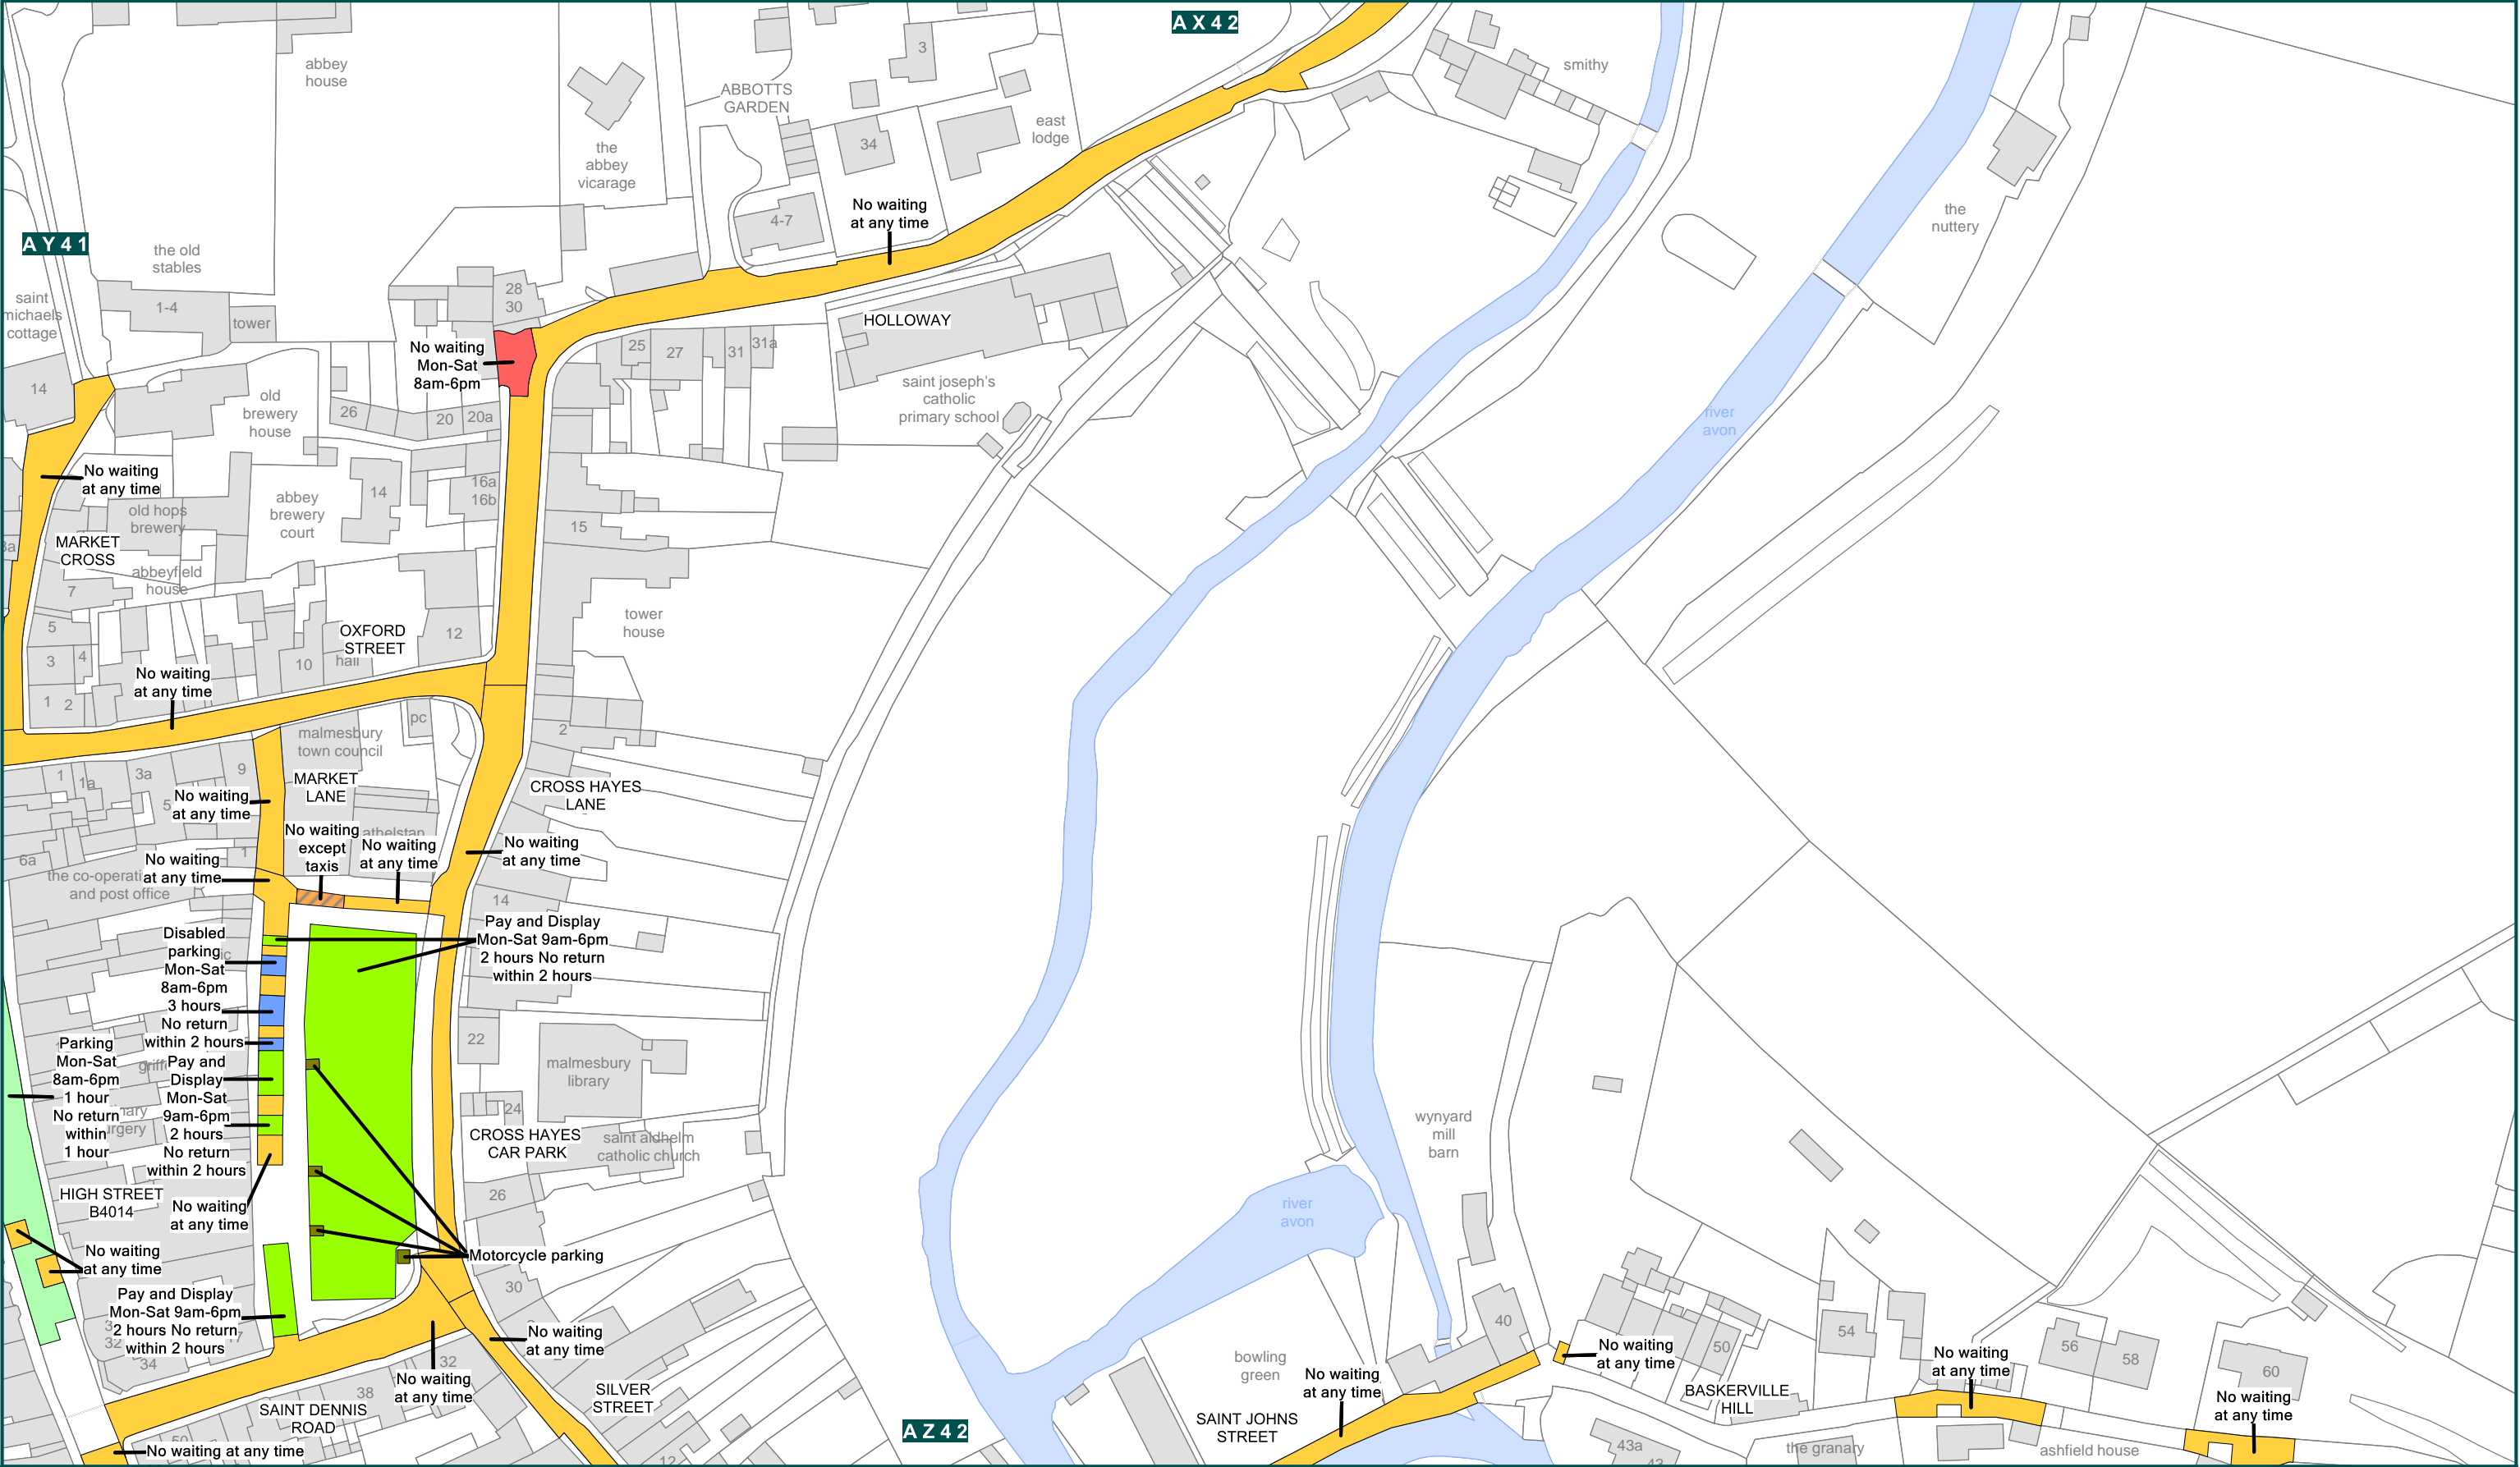 AX42
abbey
house
3
smithy
ABBOTTS
GARDEN
east
lodge
34
the
abbey
vicarage
4-7
No waiting
at any time
the
nuttery
AY41
the old
stables
saint
michaels
cottage
1-4
tower
28
30
HOLLOWAY
No waiting
Mon-Sat
8am-6pm
25
27
31
31a
14
old
brewery
house
26
20
20a
saint joseph's
catholic
primary school
river
avon
No waiting
at any time
old hops
brewery
abbey
brewery
court
14
16a
16b
15
MARKET
CROSS
abbeyfield
house
7
5
3
4
1
2
OXFORD
STREET
hall
10
12
tower
house
No waiting
at any time
pc
malmesbury
town council
2
1
1a
3a
5
9
MARKET
LANE
CROSS HAYES
LANE
No waiting
at any time
No waiting
except
taxis
athelstan
No waiting
at any time
No waiting
at any time
6a
1
No waiting
at any time
the co-operati
and post office
14
Pay and Display
Mon-Sat 9am-6pm
2 hours No return
within 2 hours
Disabled
parking
Mon-Sat
8am-6pm
3 hours
No return
within 2 hours
22
malmesbury
library
Parking
Mon-Sat
8am-6pm
1 hour
No return
within
1 hour
Pay and
Display
Mon-Sat
9am-6pm
2 hours
No return
within 2 hours
24
CROSS HAYES
CAR PARK
saint aldhelm
catholic church
wynyard
mill
barn
HIGH STREET
B4014
No waiting
at any time
26
river
avon
No waiting
at any time
Motorcycle parking
30
Pay and Display
Mon-Sat 9am-6pm
2 hours No return
within 2 hours
32
34
No waiting
at any time
32
38
No waiting
at any time
SILVER
STREET
SAINT DENNIS
ROAD
No waiting at any time
50
12
AZ42
bowling
green
No waiting
at any time
SAINT JOHNS
STREET
40
No waiting
at any time
50
54
BASKERVILLE
HILL
No waiting
at any time
56
58
60
No waiting
at any time
43a
43
the granary
ashfield house